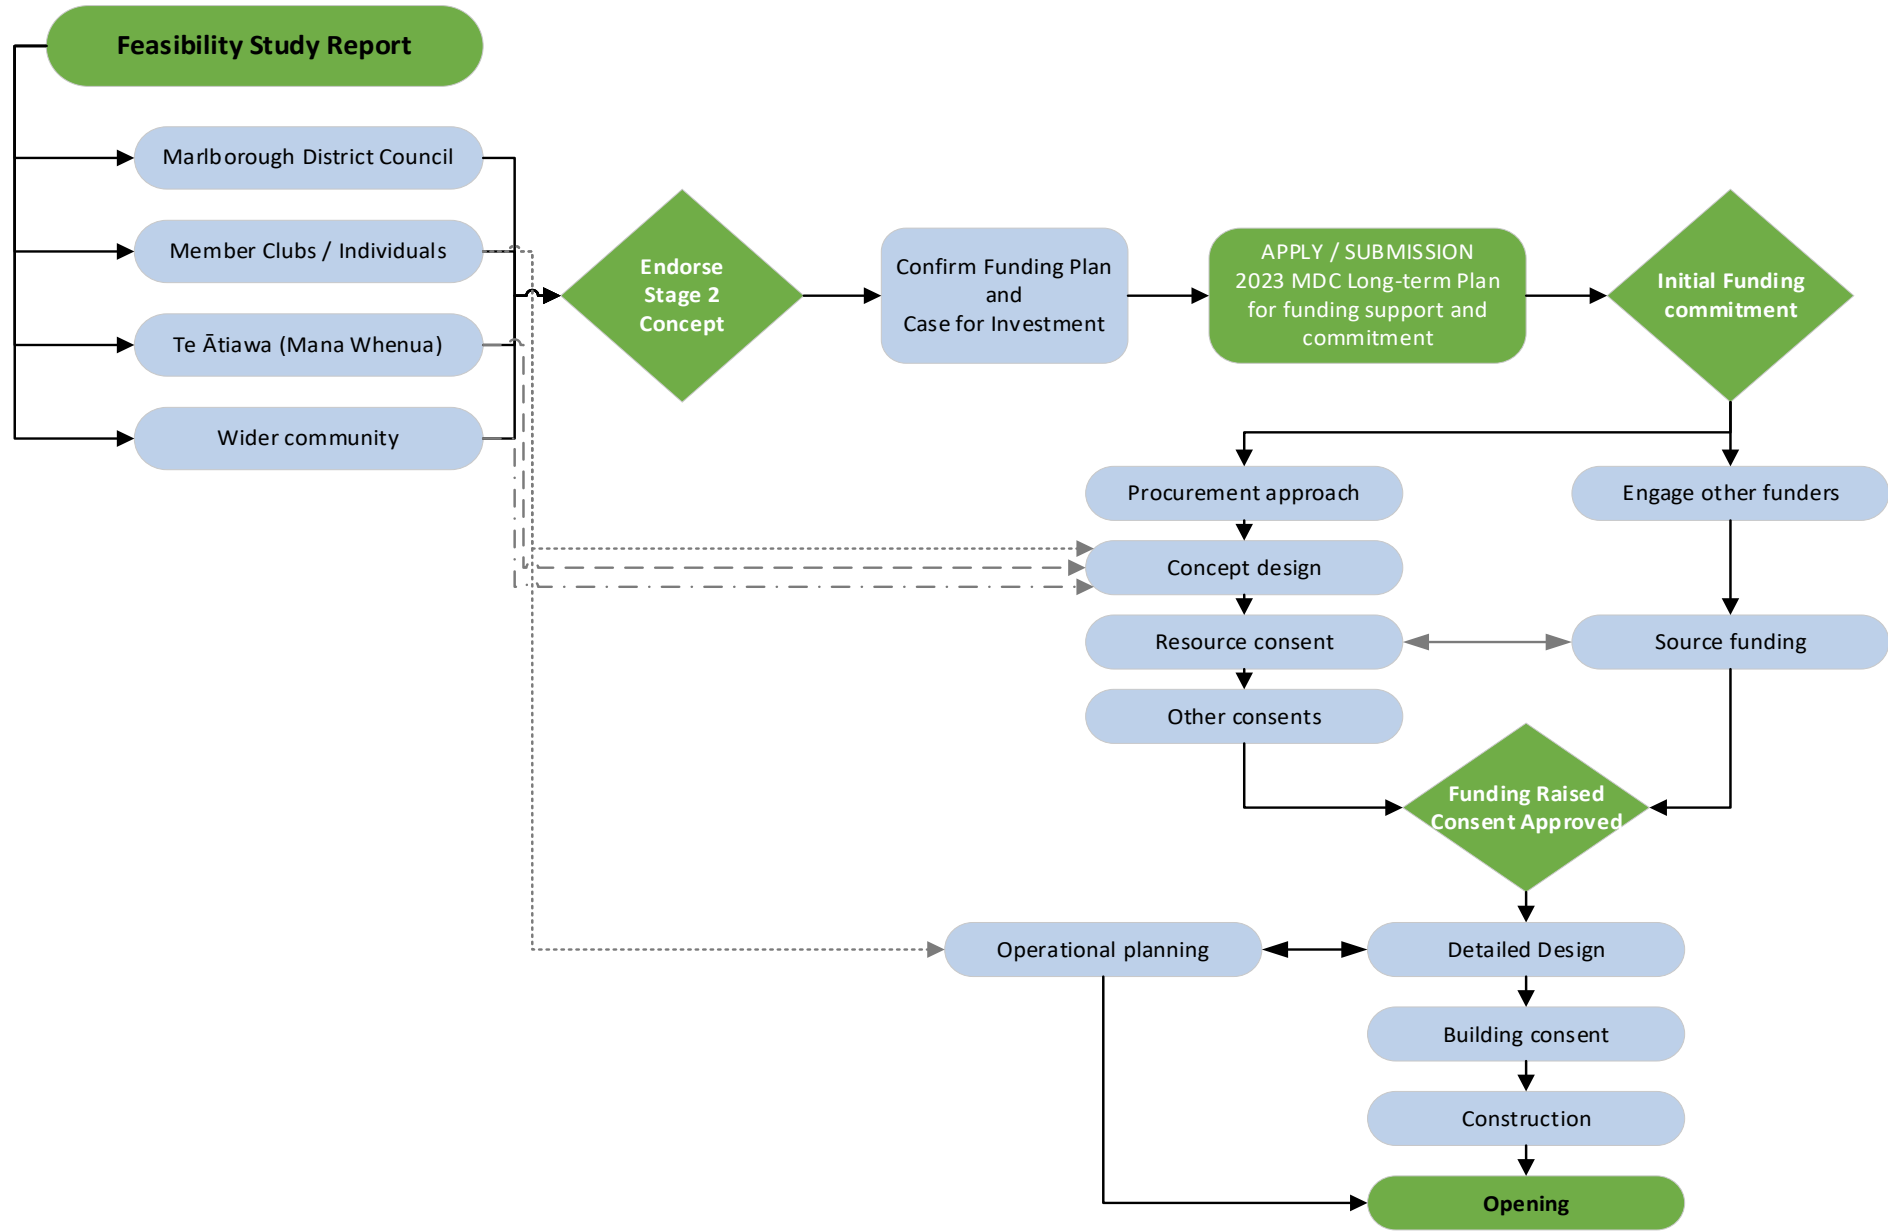 Feasibility Study Report
Marlborough District Council
Member Clubs / Individuals
Te Ātiawa (Mana Whenua)
Wider community
Endorse
Stage 2
Concept
Confirm Funding Plan
and
Case for Investment
APPLY / SUBMISSION
2023 MDC Long-term Plan
for funding support and
commitment
Initial Funding
commitment
Procurement approach
Engage other funders
Concept design
Resource consent
Source funding
Other consents
Funding Raised
Consent Approved
Operational planning
Detailed Design
Building consent
Construction
Opening